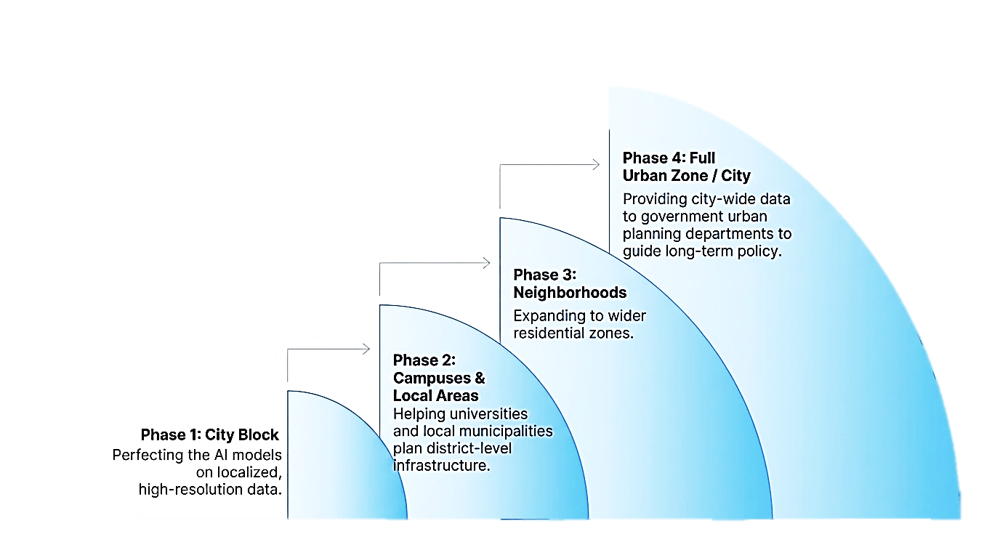 Phase 1: City Block
Perfecting the AI models
on localized,
high-resolution data.
Phase 2:
Campuses &
Local Areas
Helping universities
and local municipalities
plan district-level
infrastructure.
Phase 3:
Neighborhoods
Expanding to wider
residential zones.
Phase 4: Full
Urban Zone / City
Providing city-wide data
to government urban
planning departments to
guide long-term policy.